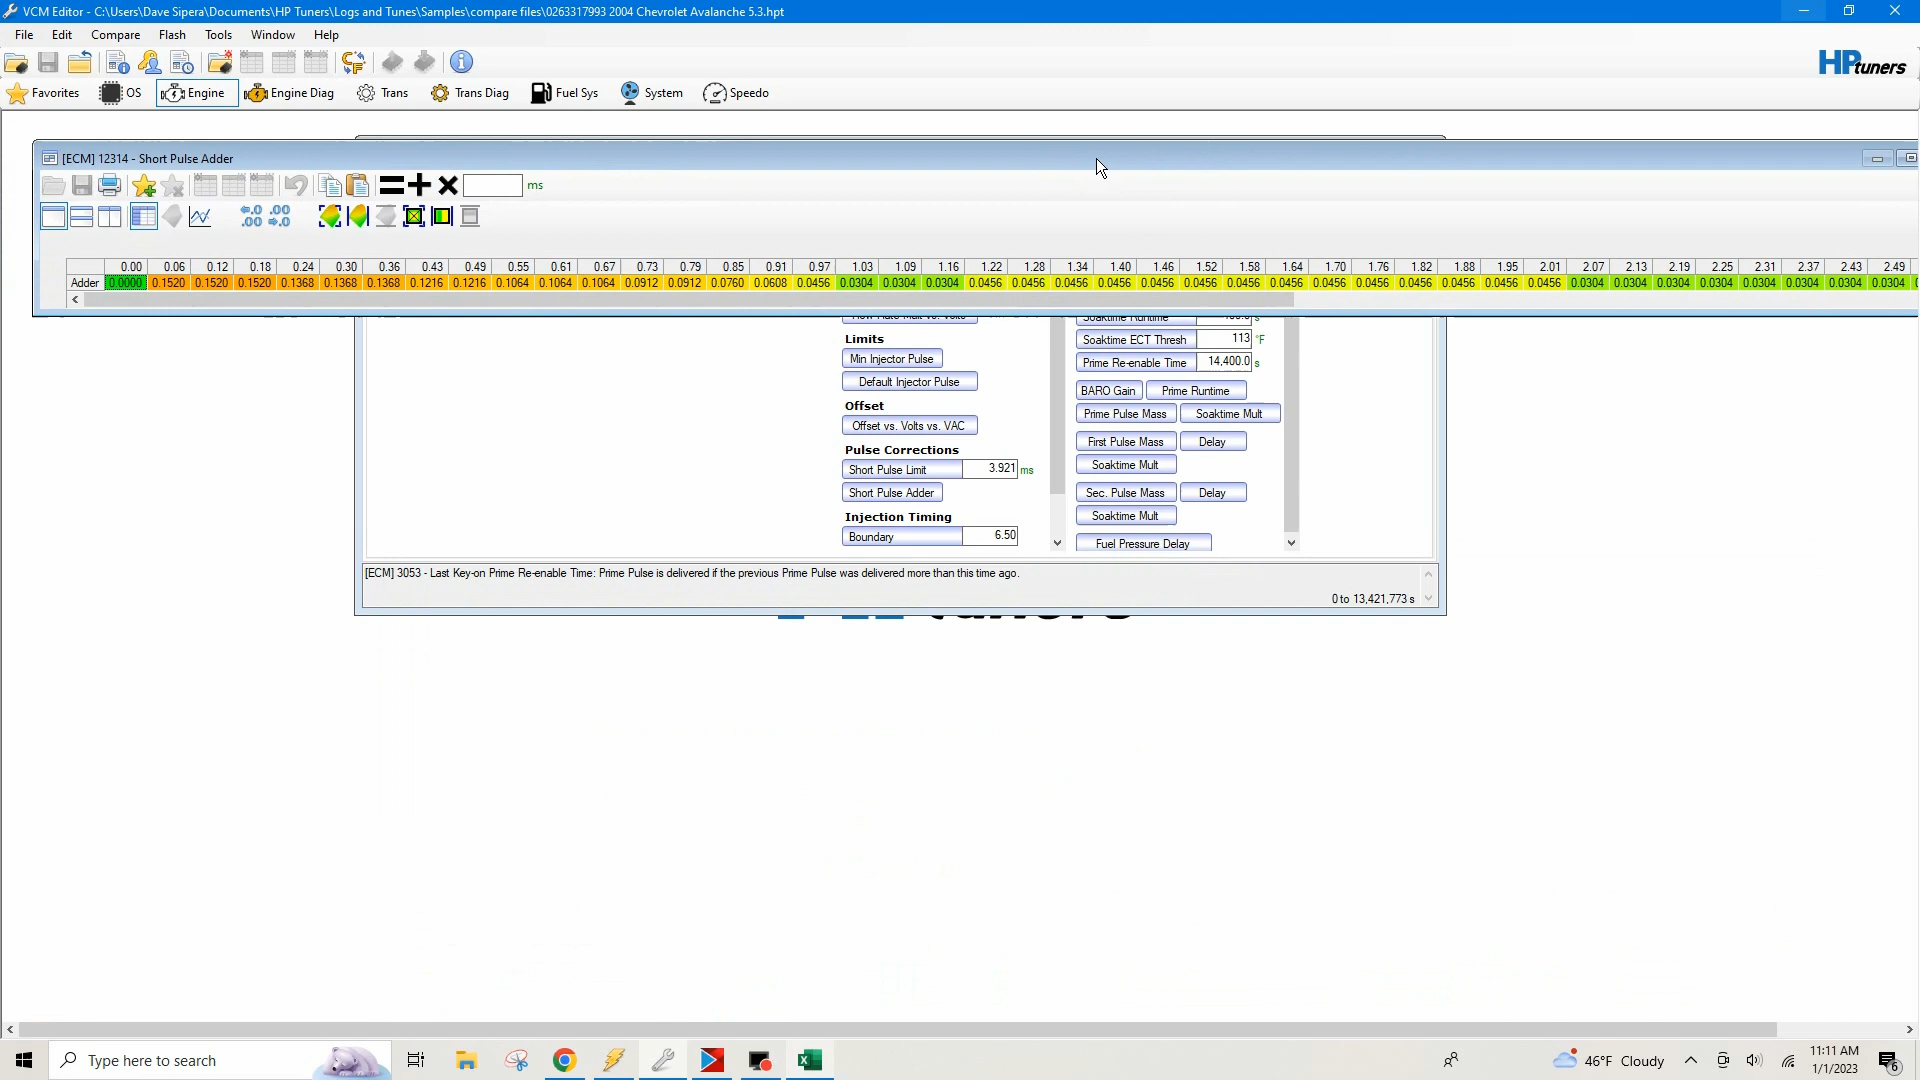 VCM Editor - C:\Users\Dave Sipera\Documents\HP Tuners\Logs and Tunes\Samples\compare files\0263317993 2004 Chevrolet Avalanche 5.3.hpt
File Edit Compare Flash Tools Window Help
HPtuners
Favorites OS Engine Engine Diag Trans Trans Diag Fuel Sys System Speedo
[ECM] 12314 - Short Pulse Adder
ms
0.00 0.06 0.12 0.18 0.24 0.30 0.36 0.43 0.49 0.55 0.61 0.67 0.73 0.79 0.85 0.91 0.97 1.03 1.09 1.16 1.22 1.28 1.34 1.40 1.46 1.52 1.58 1.64 1.70 1.76 1.82 1.88 1.95 2.01 2.07 2.13 2.19 2.25 2.31 2.37 2.43 2.49
Adder 0.0000 0.1520 0.1520 0.1520 0.1368 0.1368 0.1368 0.1216 0.1216 0.1064 0.1064 0.1064 0.0912 0.0912 0.0760 0.0608 0.0456 0.0304 0.0304 0.0304 0.0456 0.0456 0.0456 0.0456 0.0456 0.0456 0.0456 0.0456 0.0456 0.0456 0.0456 0.0456 0.0456 0.0456 0.0304 0.0304 0.0304 0.0304 0.0304 0.0304 0.0304 0.0304
Limits
Min Injector Pulse
Default Injector Pulse
Offset
Offset vs. Volts vs. VAC
Pulse Corrections
Short Pulse Limit 3.921 ms
Short Pulse Adder
Injection Timing
Boundary 6.50
Soaktime Runtime s
Soaktime ECT Thresh 113 °F
Prime Re-enable Time 14,400.0 s
BARO Gain Prime Runtime
Prime Pulse Mass Soaktime Mult
First Pulse Mass Delay
Soaktime Mult
Sec. Pulse Mass Delay
Soaktime Mult
Fuel Pressure Delay
[ECM] 3053 - Last Key-on Prime Re-enable Time: Prime Pulse is delivered if the previous Prime Pulse was delivered more than this time ago.
0 to 13,421,773 s
Type here to search
46°F Cloudy
11:11 AM
1/1/2023
6